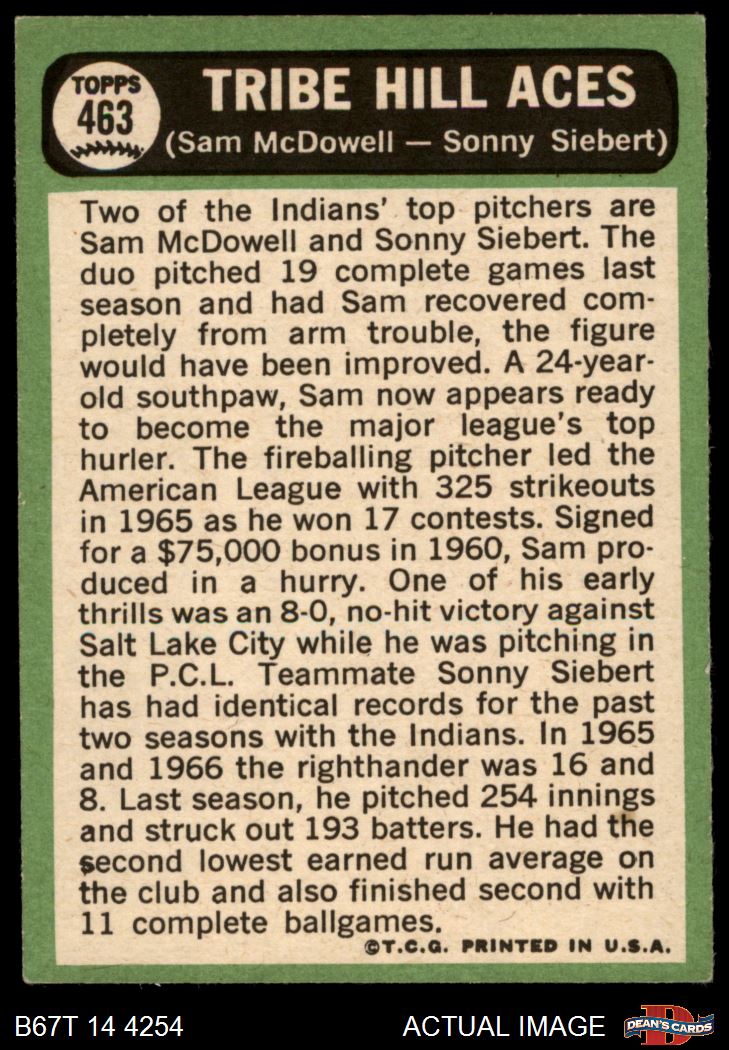 TOPPS
463
TRIBE HILL ACES
(Sam McDowell — Sonny Siebert)
Two of the Indians' top pitchers are
Sam McDowell and Sonny Siebert. The
duo pitched 19 complete games last
season and had Sam recovered com-
pletely from arm trouble, the figure
would have been improved. A 24-year-
old southpaw, Sam now appears ready
to become the major league's top
hurler. The fireballing pitcher led the
American League with 325 strikeouts
in 1965 as he won 17 contests. Signed
for a $75,000 bonus in 1960, Sam pro-
duced in a hurry. One of his early
thrills was an 8-0, no-hit victory against
Salt Lake City while he was pitching in
the P.C.L. Teammate Sonny Siebert
has had identical records for the past
two seasons with the Indians. In 1965
and 1966 the righthander was 16 and
8. Last season, he pitched 254 innings
and struck out 193 batters. He had the
second lowest earned run average on
the club and also finished second with
11 complete ballgames.
©T.C.G. PRINTED IN U.S.A.
B67T 14 4254
ACTUAL IMAGE
D
DEAN'S CARDS